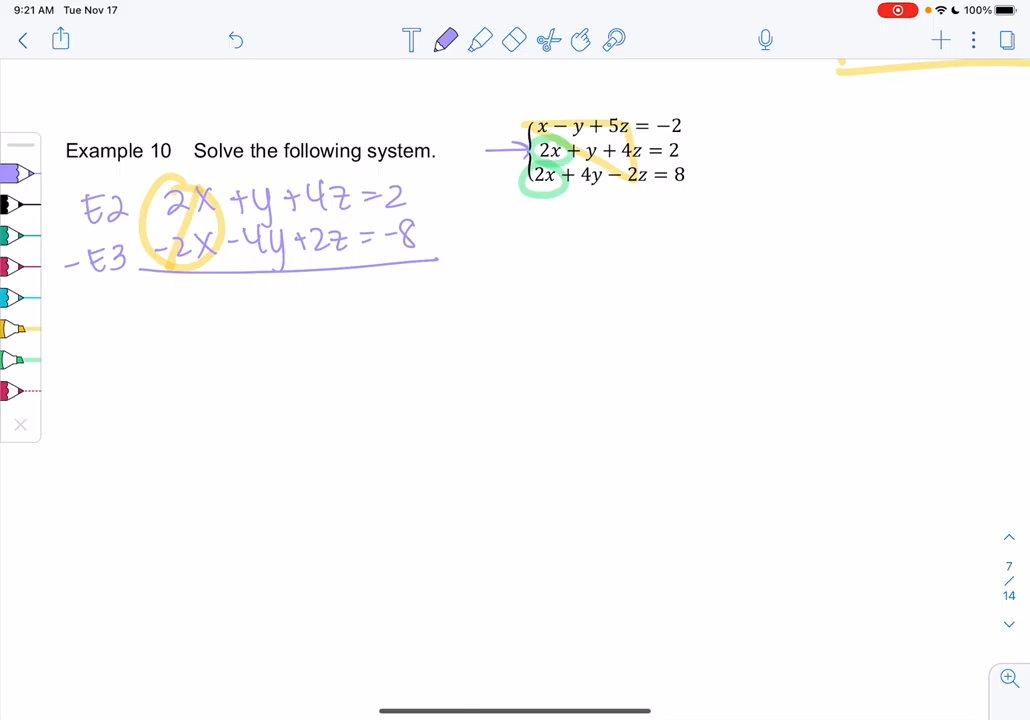 9:21 AM Tue Nov 17
100%
T
x − y + 5z = −2
Example 10 Solve the following system.
2x + y + 4z = 2
2x + 4y − 2z = 8
E2 2x + y + 4z = 2
-E3 -2x - 4y + 2z = -8
7
/
14